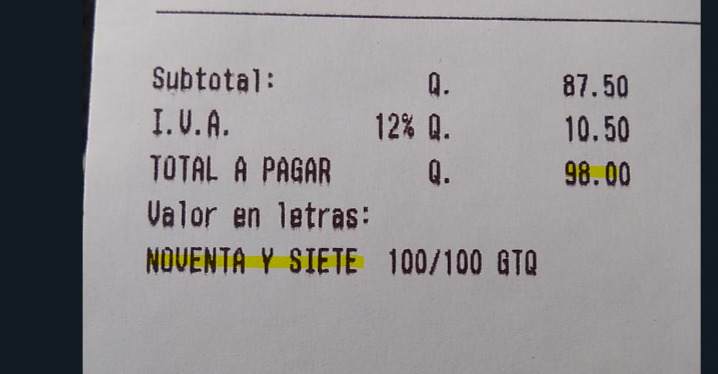 Subtotal: Q. 87.50
I.V.A. 12% Q. 10.50
TOTAL A PAGAR Q. 98.00
Valor en letras:
NOVENTA Y SIETE 100/100 GTQ